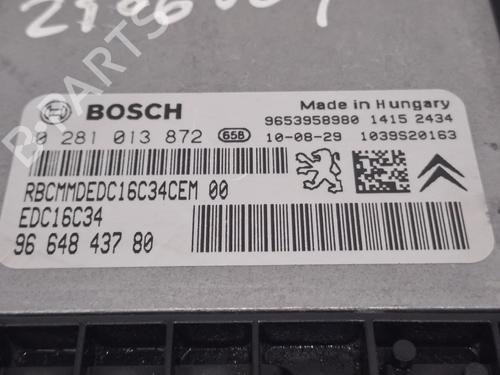 BOSCH
Made in Hungary
9653958980 1415 2434
0 281 013 872 65B 10-08-29 1039S20163
RBCMMDEDC16C34CEM 00
EDC16C34
96 648 437 80
B PARTS